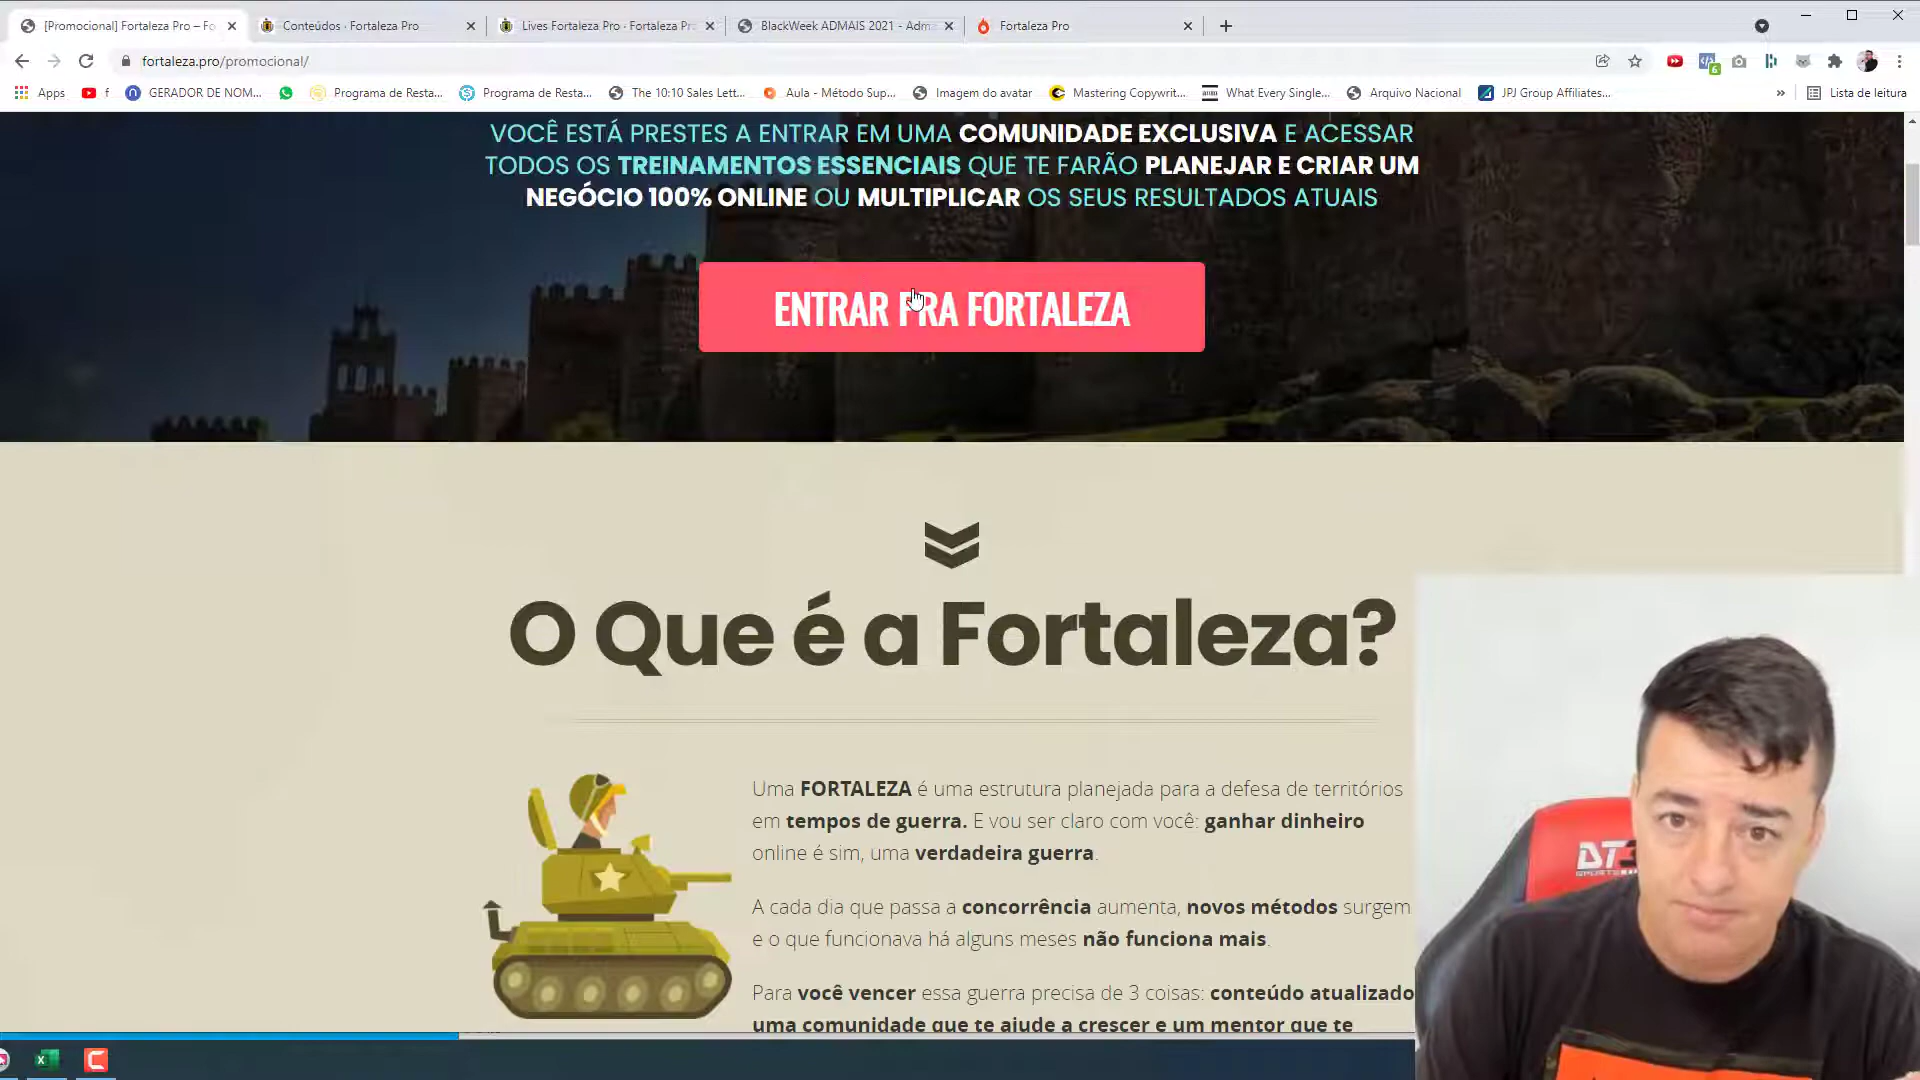 [Promocional] Fortaleza Pro – Fo
Conteúdos · Fortaleza Pro
Lives Fortaleza Pro · Fortaleza Pr
BlackWeek ADMAIS 2021 - Adm
Fortaleza Pro
fortaleza.pro/promocional/
6
Apps
f
GERADOR DE NOM...
Programa de Resta...
Programa de Resta...
The 10:10 Sales Lett...
Aula - Método Sup...
Imagem do avatar
Mastering Copywrit...
What Every Single...
Arquivo Nacional
JPJ Group Affiliates...
»
Lista de leitura
VOCÊ ESTÁ PRESTES A ENTRAR EM UMA COMUNIDADE EXCLUSIVA E ACESSAR
TODOS OS TREINAMENTOS ESSENCIAIS QUE TE FARÃO PLANEJAR E CRIAR UM
NEGÓCIO 100% ONLINE OU MULTIPLICAR OS SEUS RESULTADOS ATUAIS
ENTRAR PRA FORTALEZA
O Que é a Fortaleza?
Uma FORTALEZA é uma estrutura planejada para a defesa de territórios
em tempos de guerra. E vou ser claro com você: ganhar dinheiro
online é sim, uma verdadeira guerra.
A cada dia que passa a concorrência aumenta, novos métodos surgem
e o que funcionava há alguns meses não funciona mais.
Para você vencer essa guerra precisa de 3 coisas: conteúdo atualizado
uma comunidade que te ajude a crescer e um mentor que te
DT3
SPORTS